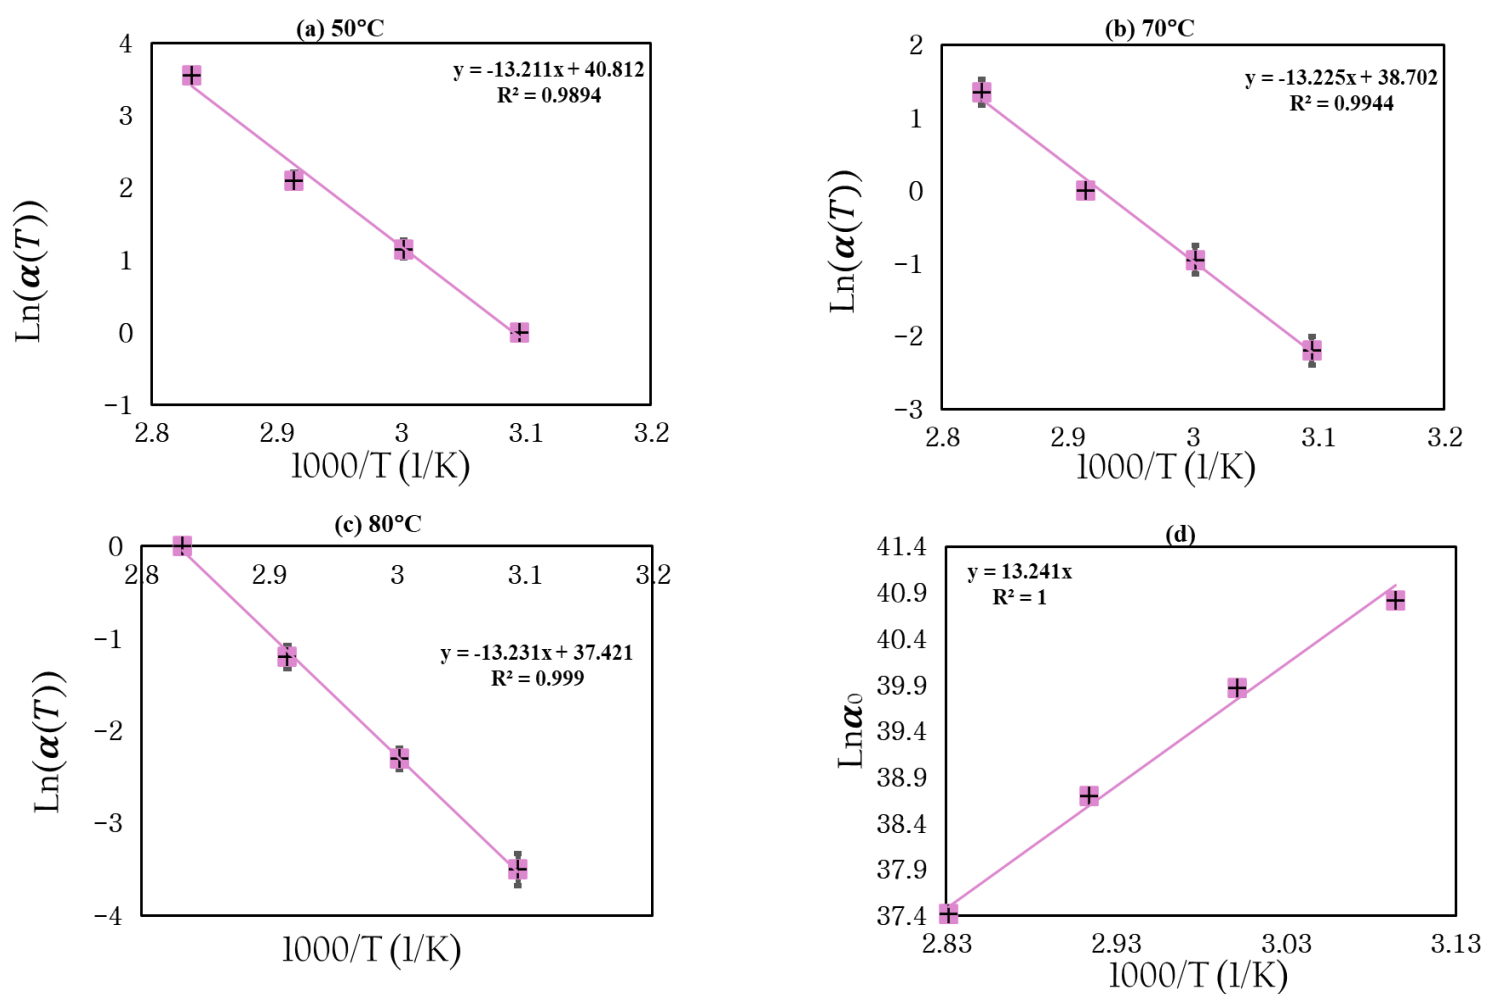 (a) 50°C
4
3
2
1
0
−1
y = -13.211x + 40.812
R² = 0.9894
Ln(α(T))
2.8 2.9 3 3.1 3.2
1000/T (1/K)
(b) 70°C
2
1
0
−1
−2
−3
y = -13.225x + 38.702
R² = 0.9944
Ln(α(T))
2.8 2.9 3 3.1 3.2
1000/T (1/K)
(c) 80°C
0
−1
−2
−3
−4
2.8 2.9 3 3.1 3.2
y = -13.231x + 37.421
R² = 0.999
Ln(α(T))
1000/T (1/K)
(d)
41.4
40.9
40.4
39.9
39.4
38.9
38.4
37.9
37.4
y = 13.241x
R² = 1
Lnα₀
2.83 2.93 3.03 3.13
1000/T (1/K)